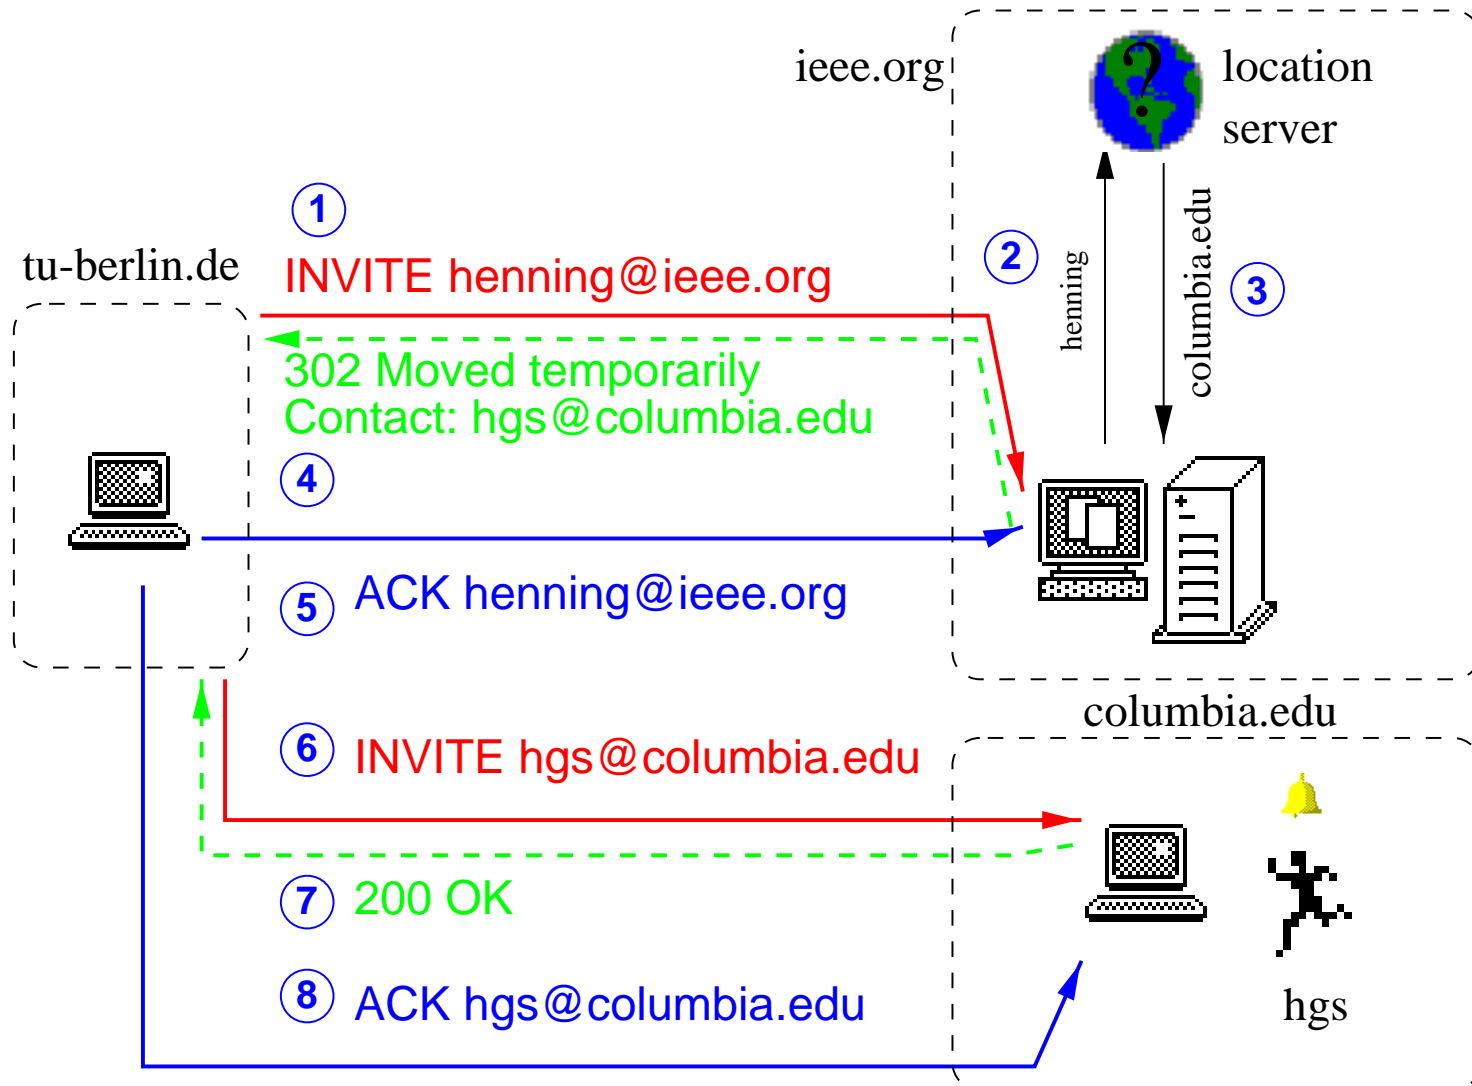 ieee.org
?
location
server
1
tu-berlin.de
INVITE henning@ieee.org
2
henning
columbia.edu
3
302 Moved temporarily
Contact: hgs@columbia.edu
4
5
ACK henning@ieee.org
columbia.edu
6
INVITE hgs@columbia.edu
7
200 OK
8
ACK hgs@columbia.edu
hgs